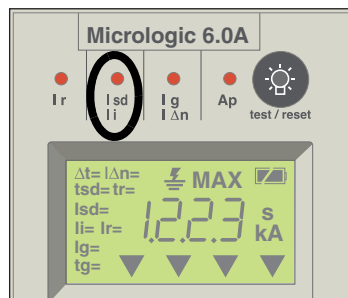 Micrologic 6.0A
Ir Isd Ig Ap
Ii IΔn test / reset
Δt= IΔn= MAX
tsd= tr=
Isd= 1.2.2.3 s
Ii= Ir= kA
Ig=
tg=